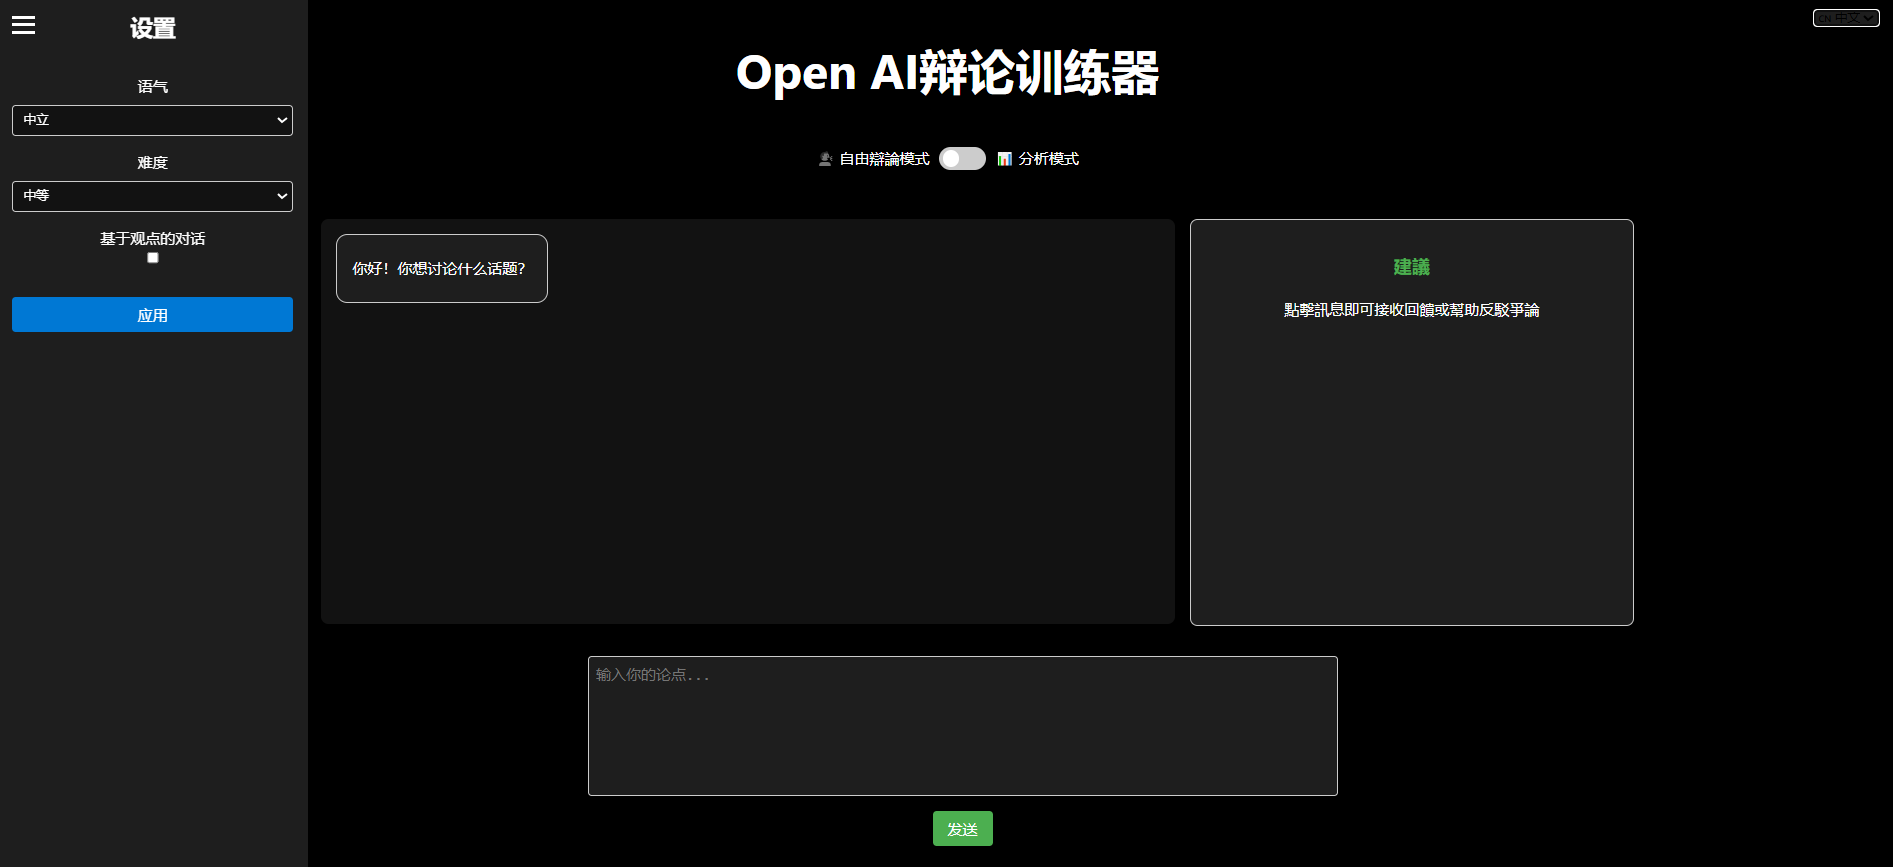 设置
语气
中立
难度
中等
基于观点的对话
应用
CN 中文
Open AI辩论训练器
自由辯論模式
分析模式
你好！你想讨论什么话题？
建議
點擊訊息即可接收回饋或幫助反駁爭論
输入你的论点...
发送